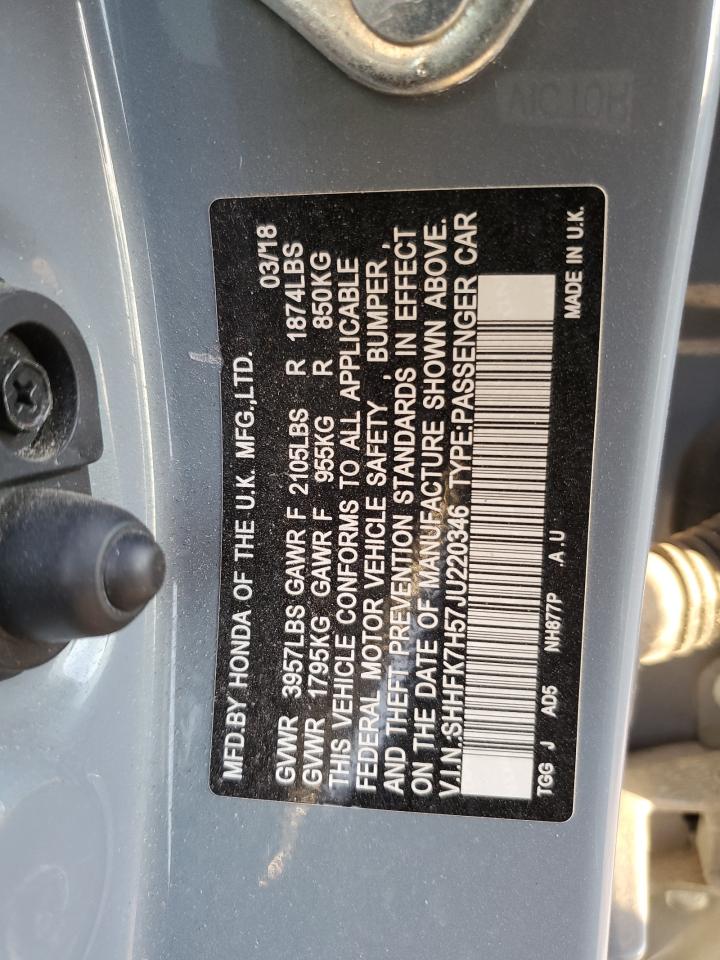 VICTOR
MFD.BY HONDA OF THE U.K. MFG.,LTD. 03/18
GVWR 3957LBS GAWR F 2105LBS R 1874LBS
GVWR 1795KG GAWR F 955KG R 850KG
THIS VEHICLE CONFORMS TO ALL APPLICABLE
FEDERAL MOTOR VEHICLE SAFETY , BUMPER ,
AND THEFT PREVENTION STANDARDS IN EFFECT
ON THE DATE OF MANUFACTURE SHOWN ABOVE.
V.I.N.:SHHFK7H57JU220346 TYPE:PASSENGER CAR
TGG J AD5 NH877P .A U MADE IN U.K.